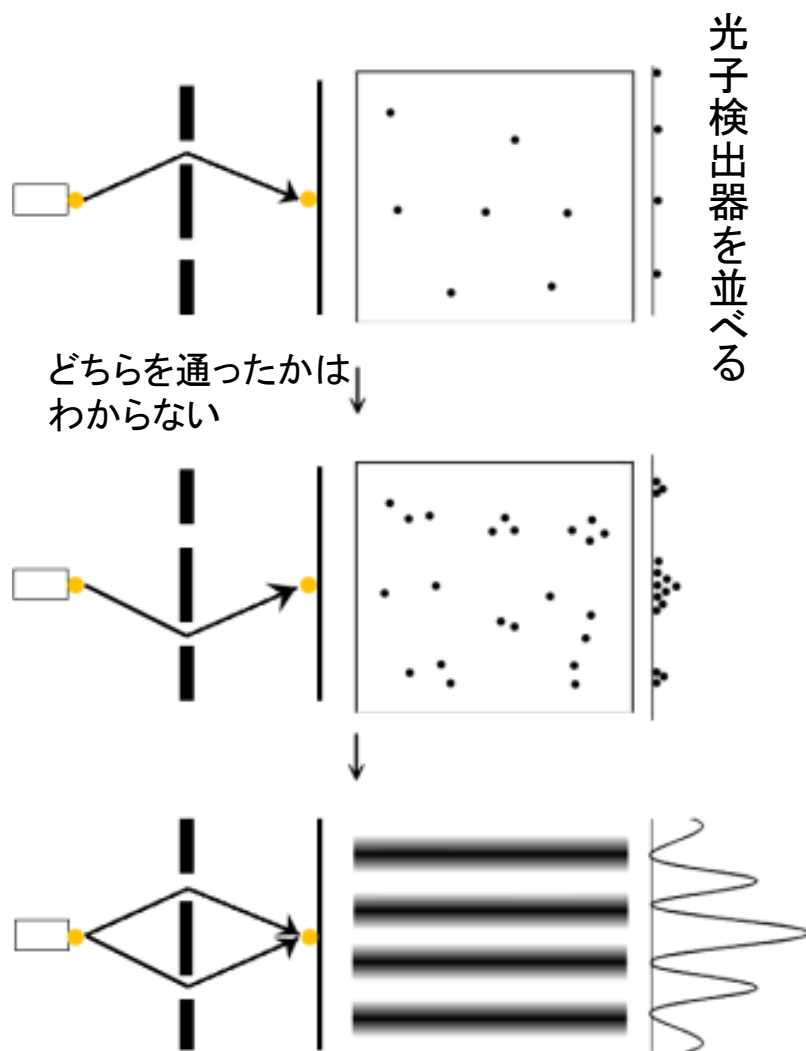 光子検出器を並べる
どちらを通ったかは
わからない